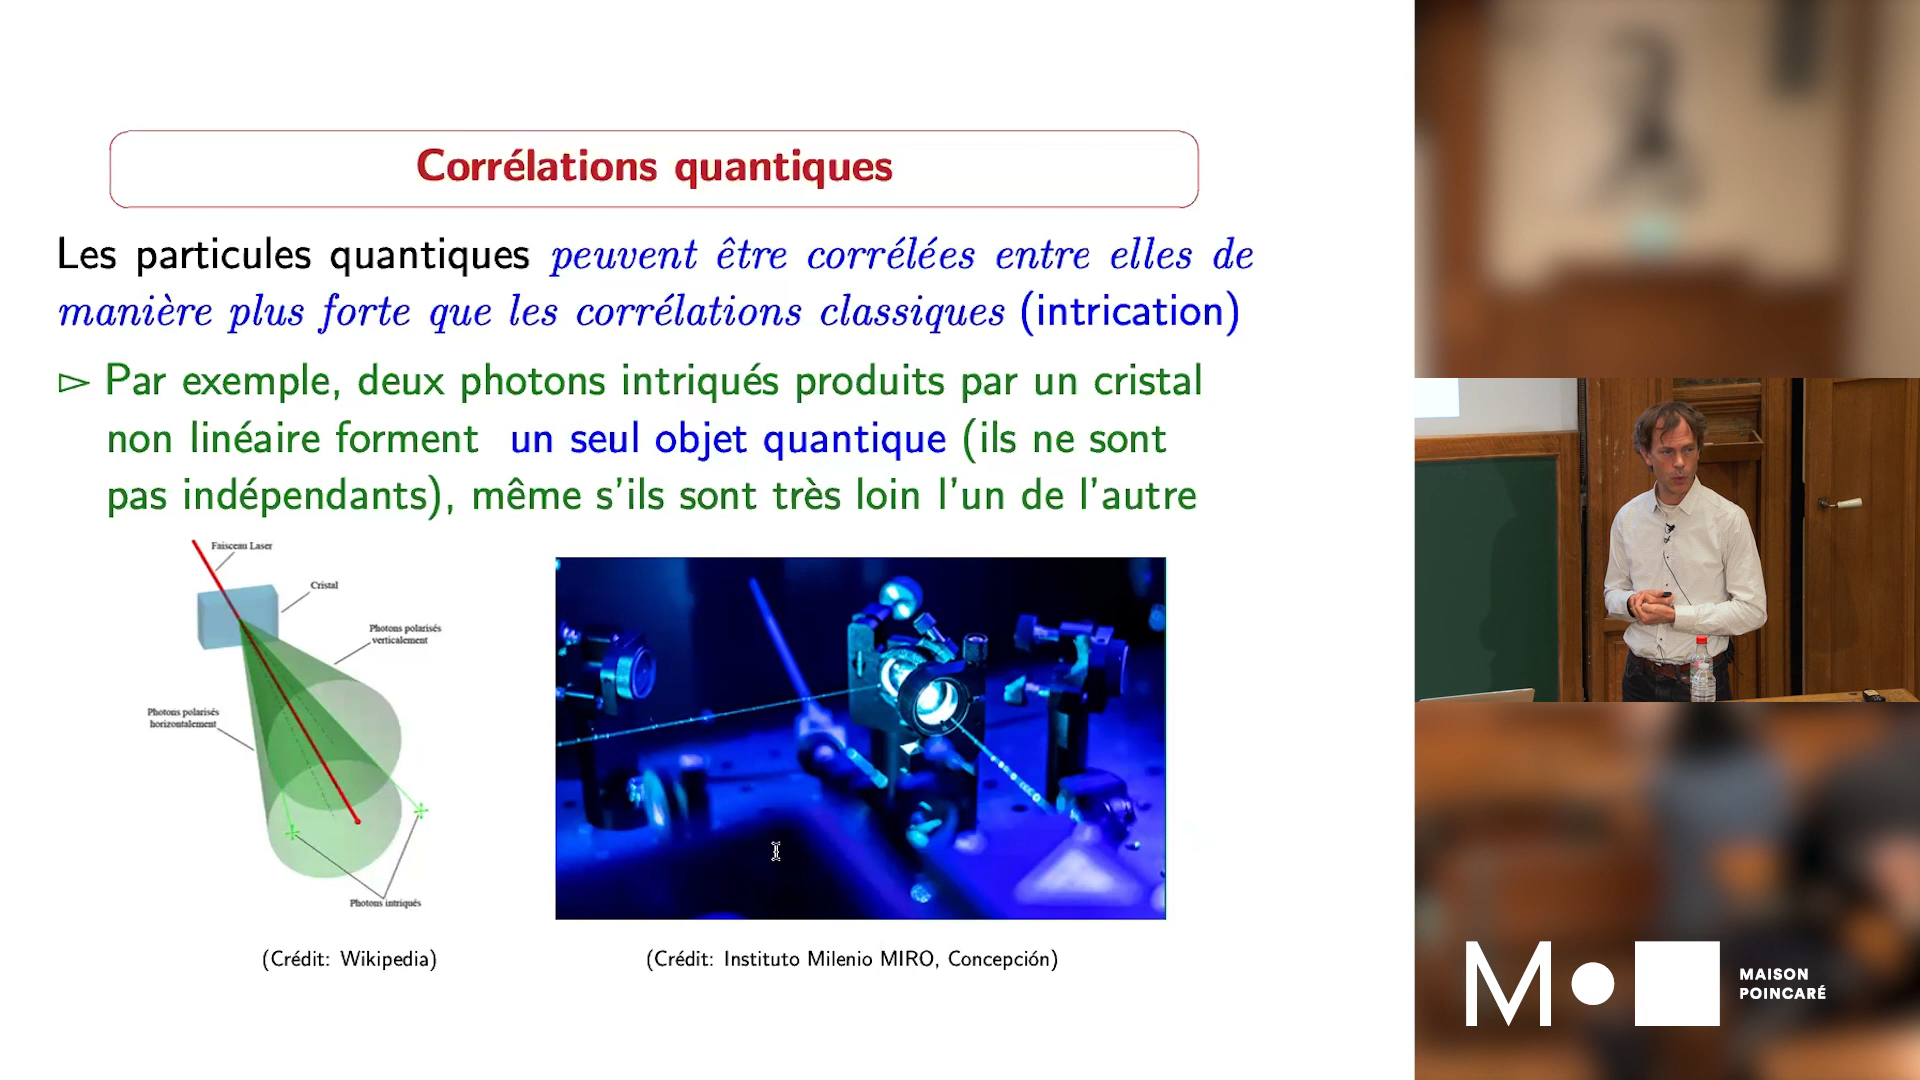 Corrélations quantiques
Les particules quantiques peuvent être corrélées entre elles de
manière plus forte que les corrélations classiques (intrication)
▻ Par exemple, deux photons intriqués produits par un cristal
non linéaire forment un seul objet quantique (ils ne sont
pas indépendants), même s'ils sont très loin l'un de l'autre
Faisceau Laser
Cristal
Photons polarisés
verticalement
Photons polarisés
horizontalement
Photons intriqués
(Crédit: Wikipedia)
(Crédit: Instituto Milenio MIRO, Concepción)
M
MAISON
POINCARÉ